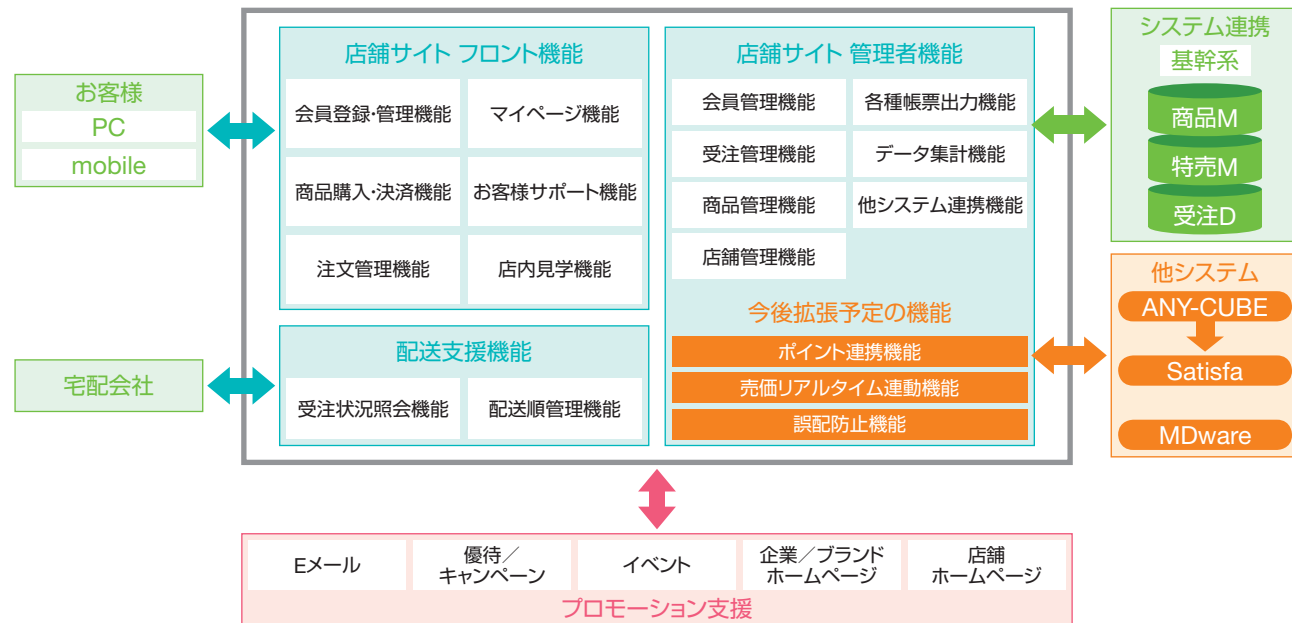 お客様
PC
mobile
宅配会社
店舗サイト フロント機能
会員登録・管理機能
マイページ機能
商品購入・決済機能
お客様サポート機能
注文管理機能
店内見学機能
配送支援機能
受注状況照会機能
配送順管理機能
店舗サイト 管理者機能
会員管理機能
各種帳票出力機能
受注管理機能
データ集計機能
商品管理機能
他システム連携機能
店舗管理機能
今後拡張予定の機能
ポイント連携機能
売価リアルタイム連動機能
誤配防止機能
システム連携
基幹系
商品M
特売M
受注D
他システム
ANY-CUBE
Satisfa
MDware
Eメール
優待／
キャンペーン
イベント
企業／ブランド
ホームページ
店舗
ホームページ
プロモーション支援